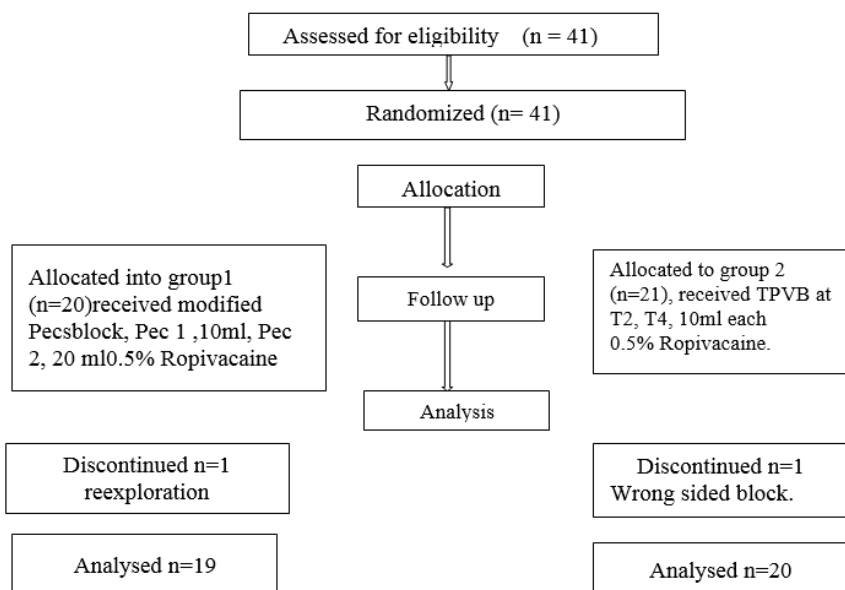 Assessed for eligibility (n = 41)
Randomized (n= 41)
Allocation
Allocated into group1
(n=20)received modified
Pecsblock, Pec 1 ,10ml, Pec
2, 20 ml0.5% Ropivacaine
Follow up
Allocated to group 2
(n=21), received TPVB at
T2, T4, 10ml each
0.5% Ropivacaine.
Analysis
Discontinued n=1
reexploration
Discontinued n=1
Wrong sided block.
Analysed n=19
Analysed n=20